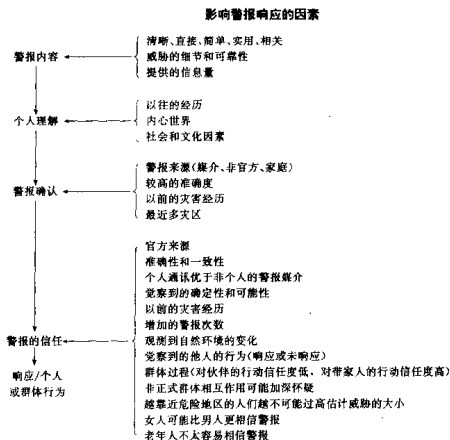 影响警报响应的因素
警报内容
清晰、直接、简单、实用、相关
威胁的细节和可靠性
提供的信息量
个人理解
以往的经历
内心世界
社会和文化因素
警报确认
警报来源(媒介、非官方、家庭)
较高的准确度
以前的灾害经历
最近多灾区
警报的信任
官方来源
准确性和一致性
个人通讯优于非个人的警报媒介
觉察到的确定性和可能性
以前的灾害经历
增加的警报次数
观测到自然环境的变化
觉察到的他人的行为(响应或未响应)
群体过程(对伙伴的行动信任度低,对带家人的行动信任度高)
非正式群体相互作用可能加深怀疑
越靠近危险地区的人们越不可能过高估计威胁的大小
女人可能比男人更相信警报
老年人不太容易相信警报
响应/个人
或群体行为